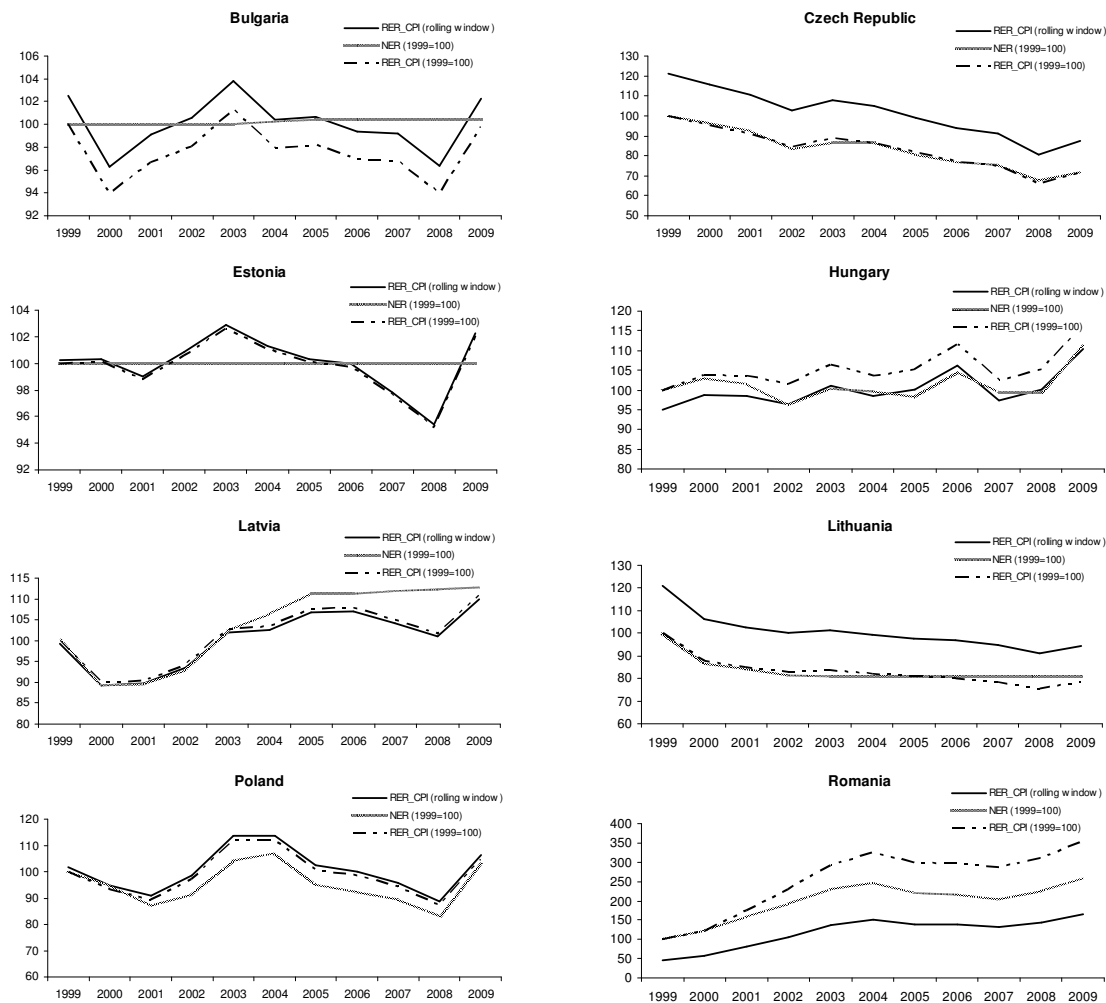 Bulgaria
RER_CPI (rolling window)
NER (1999=100)
RER_CPI (1999=100)
106
104
102
100
98
96
94
92
1999 2000 2001 2002 2003 2004 2005 2006 2007 2008 2009
Czech Republic
RER_CPI (rolling window)
NER (1999=100)
RER_CPI (1999=100)
130
120
110
100
90
80
70
60
50
1999 2000 2001 2002 2003 2004 2005 2006 2007 2008 2009
Estonia
RER_CPI (rolling window)
NER (1999=100)
RER_CPI (1999=100)
104
102
100
98
96
94
92
1999 2000 2001 2002 2003 2004 2005 2006 2007 2008 2009
Hungary
RER_CPI (rolling window)
NER (1999=100)
RER_CPI (1999=100)
120
115
110
105
100
95
90
85
80
1999 2000 2001 2002 2003 2004 2005 2006 2007 2008 2009
Latvia
RER_CPI (rolling window)
NER (1999=100)
RER_CPI (1999=100)
115
110
105
100
95
90
85
80
1999 2000 2001 2002 2003 2004 2005 2006 2007 2008 2009
Lithuania
RER_CPI (rolling window)
NER (1999=100)
RER_CPI (1999=100)
130
120
110
100
90
80
70
60
1999 2000 2001 2002 2003 2004 2005 2006 2007 2008 2009
Poland
RER_CPI (rolling window)
NER (1999=100)
RER_CPI (1999=100)
120
110
100
90
80
70
60
1999 2000 2001 2002 2003 2004 2005 2006 2007 2008 2009
Romania
RER_CPI (rolling window)
NER (1999=100)
RER_CPI (1999=100)
400
350
300
250
200
150
100
50
0
1999 2000 2001 2002 2003 2004 2005 2006 2007 2008 2009